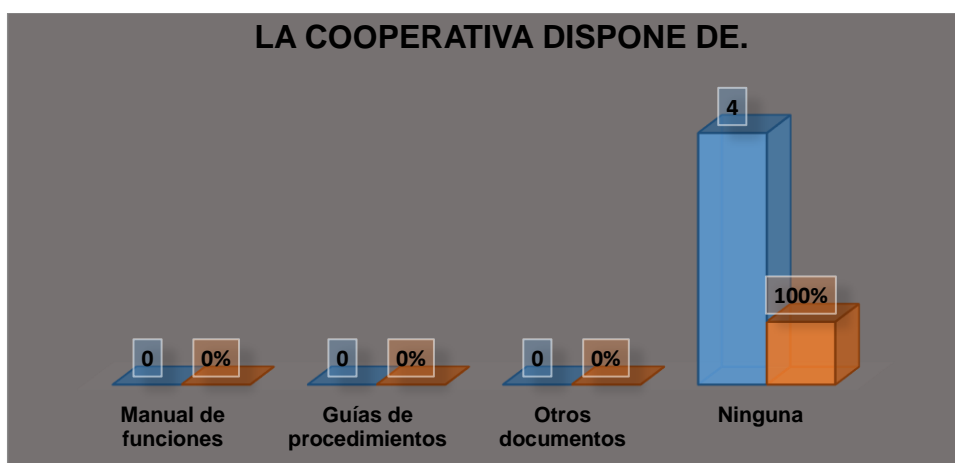 LA COOPERATIVA DISPONE DE.
4
100%
0 0% 0 0% 0 0%
Manual de Guías de Otros Ninguna
funciones procedimientos documentos